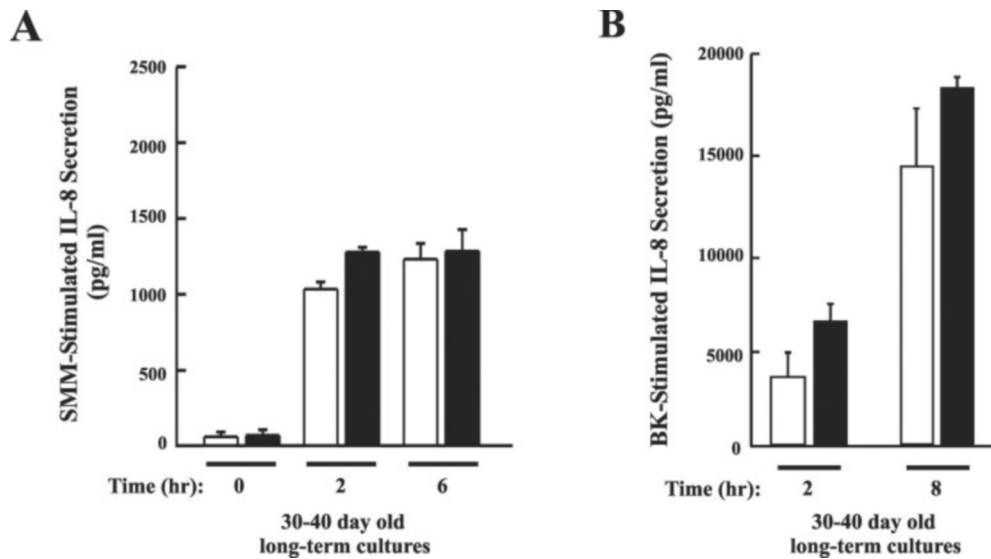 A
SMM-Stimulated IL-8 Secretion
(pg/ml)
2500
2000
1500
1000
500
0
Time (hr): 0 2 6
30-40 day old
long-term cultures
B
BK-Stimulated IL-8 Secretion (pg/ml)
20000
15000
10000
5000
0
Time (hr): 2 8
30-40 day old
long-term cultures